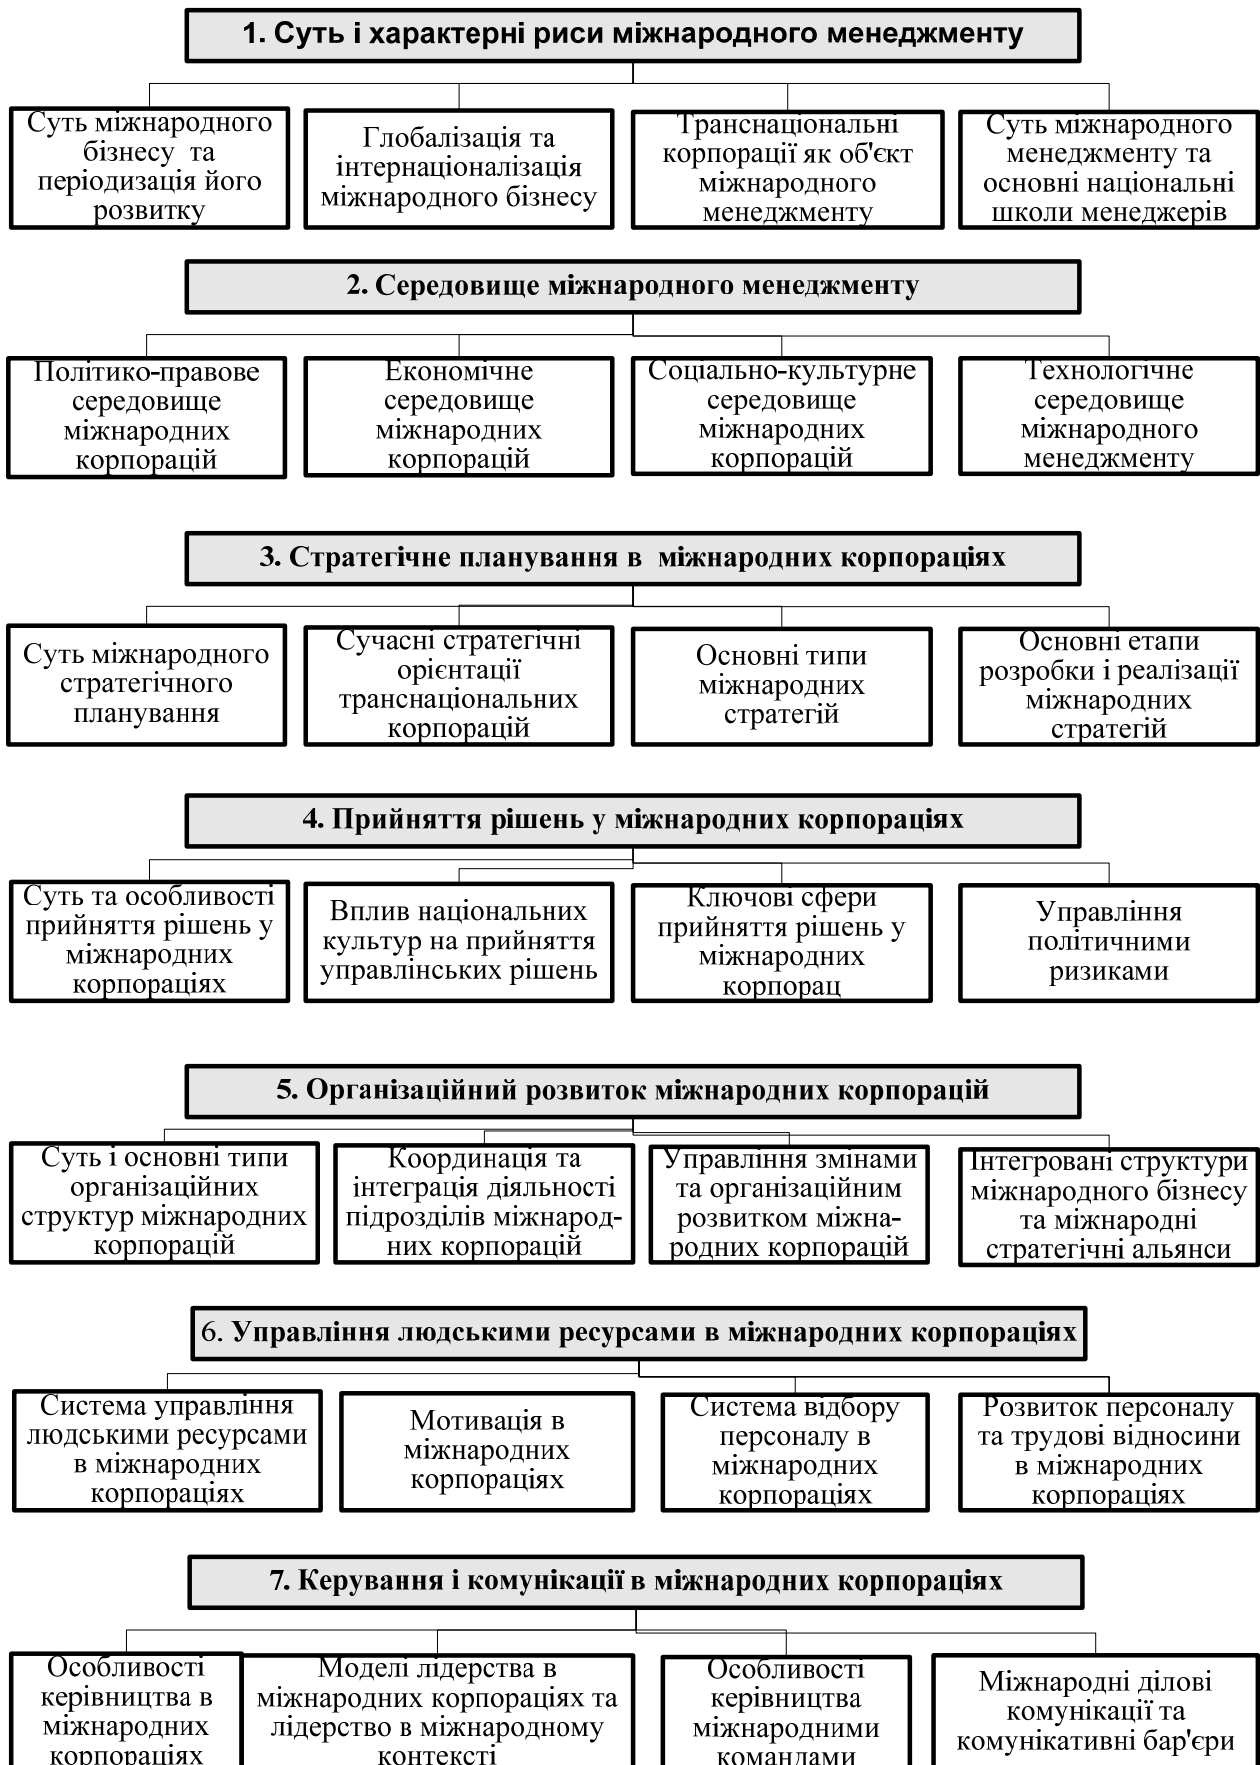 1. Суть і характерні риси міжнародного менеджменту
Суть міжнародного
бізнесу та
періодизація його
розвитку
Глобалізація та
інтернаціоналізація
міжнародного бізнесу
Транснаціональні
корпорації як об'єкт
міжнародного
менеджменту
Суть міжнародного
менеджменту та
основні національні
школи менеджерів
2. Середовище міжнародного менеджменту
Політико-правове
середовище
міжнародних
корпорацій
Економічне
середовище
міжнародних
корпорацій
Соціально-культурне
середовище
міжнародних
корпорацій
Технологічне
середовище
міжнародного
менеджменту
3. Стратегічне планування в міжнародних корпораціях
Суть міжнародного
стратегічного
планування
Сучасні стратегічні
орієнтації
транснаціональних
корпорацій
Основні типи
міжнародних
стратегій
Основні етапи
розробки і реалізації
міжнародних
стратегій
4. Прийняття рішень у міжнародних корпораціях
Суть та особливості
прийняття рішень у
міжнародних
корпораціях
Вплив національних
культур на прийняття
управлінських рішень
Ключові сфери
прийняття рішень у
міжнародних
корпорац
Управління
політичними
ризиками
5. Організаційний розвиток міжнародних корпорацій
Суть і основні типи
організаційних
структур міжнародних
корпорацій
Координація та
інтеграція діяльності
підрозділів міжнарод-
них корпорацій
Управління змінами
та організаційним
розвитком міжна-
родних корпорацій
Інтегровані структури
міжнародного бізнесу
та міжнародні
стратегічні альянси
6. Управління людськими ресурсами в міжнародних корпораціях
Система управління
людськими ресурсами
в міжнародних
корпораціях
Мотивація в
міжнародних
корпораціях
Система відбору
персоналу в
міжнародних
корпораціях
Розвиток персоналу
та трудові відносини
в міжнародних
корпораціях
7. Керування і комунікації в міжнародних корпораціях
Особливості
керівництва в
міжнародних
корпораціях
Моделі лідерства в
міжнародних корпораціях та
лідерство в міжнародному
контексті
Особливості
керівництва
міжнародними
командами
Міжнародні ділові
комунікації та
комунікативні бар'єри